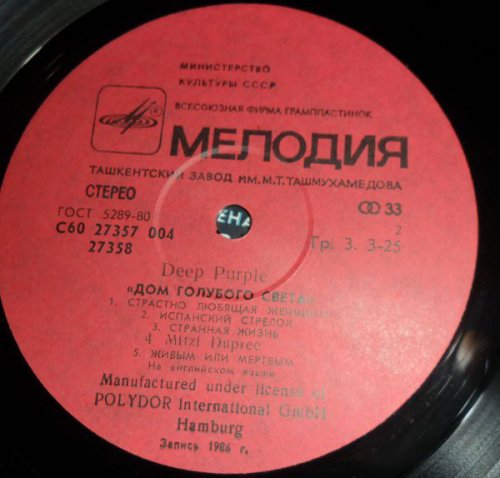 МИНИСТЕРСТВО
КУЛЬТУРЫ СССР
ВСЕСОЮЗНАЯ ФИРМА ГРАМПЛАСТИНОК
®
МЕЛОДИЯ
ТАШКЕНТСКИЙ ЗАВОД ИМ. М.Т. ТАШМУХАМЕДОВА
СТЕРЕО
33
ГОСТ 5289-80
2
С60 27357 004
27358
Гр. 3. 3-25
ЕНА
Deep Purple
«ДОМ ГОЛУБОГО СВЕТА»
1. СТРАСТНО ЛЮБЯЩАЯ ЖЕНЩИНА
2. ИСПАНСКИЙ СТРЕЛОК
3. СТРАННАЯ ЖИЗНЬ
4. Mitzi Dupree
5. ЖИВЫМ ИЛИ МЕРТВЫМ
На английском языке
Manufactured under license of
POLYDOR International GmbH
Hamburg
Запись 1986 г.